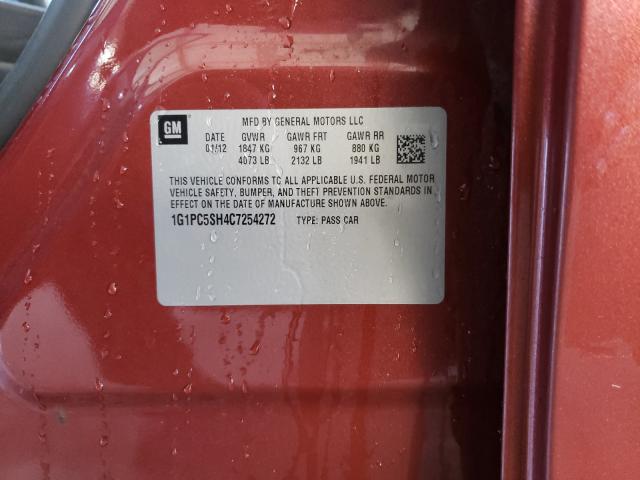 GM
MFD BY GENERAL MOTORS LLC
DATE GVWR GAWR FRT GAWR RR
01/12 1847 KG 967 KG 880 KG
4073 LB 2132 LB 1941 LB
THIS VEHICLE CONFORMS TO ALL APPLICABLE U.S. FEDERAL MOTOR
VEHICLE SAFETY, BUMPER, AND THEFT PREVENTION STANDARDS IN
EFFECT ON THE DATE OF MANUFACTURE SHOWN ABOVE.
1G1PC5SH4C7254272 TYPE: PASS CAR